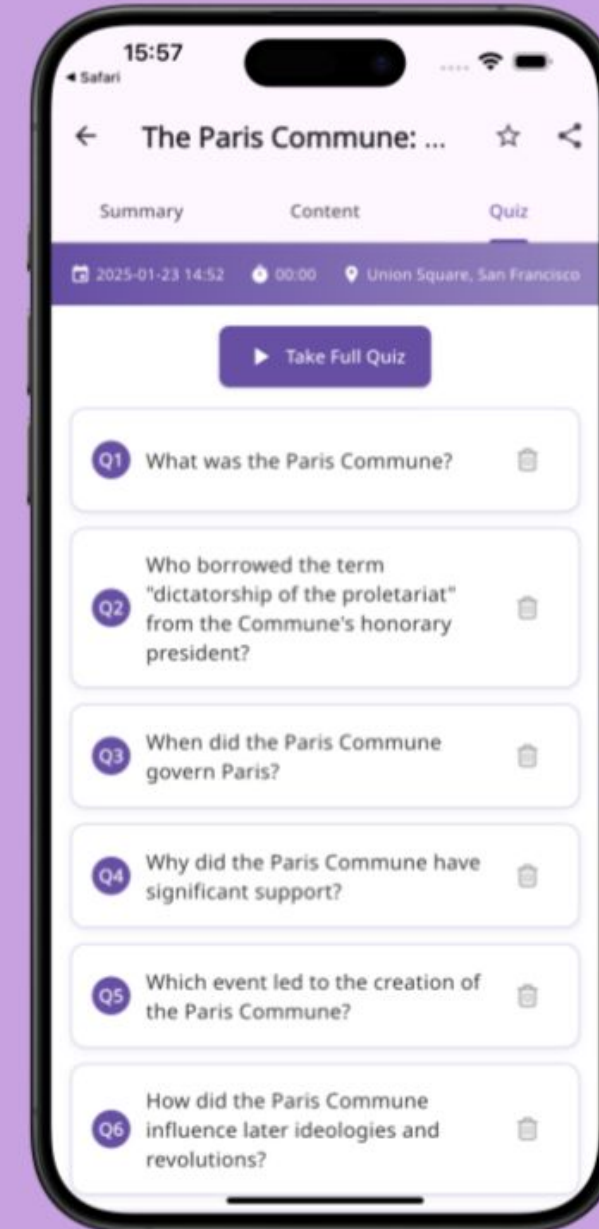 15:57
Safari
The Paris Commune: ...
Summary Content Quiz
2025-01-23 14:52 00:00 Union Square, San Francisco
Take Full Quiz
Q1 What was the Paris Commune?
Who borrowed the term
"dictatorship of the proletariat"
Q2 from the Commune's honorary
president?
Q3 When did the Paris Commune
govern Paris?
Q4 Why did the Paris Commune have
significant support?
Q5 Which event led to the creation of
the Paris Commune?
How did the Paris Commune
Q6 influence later ideologies and
revolutions?